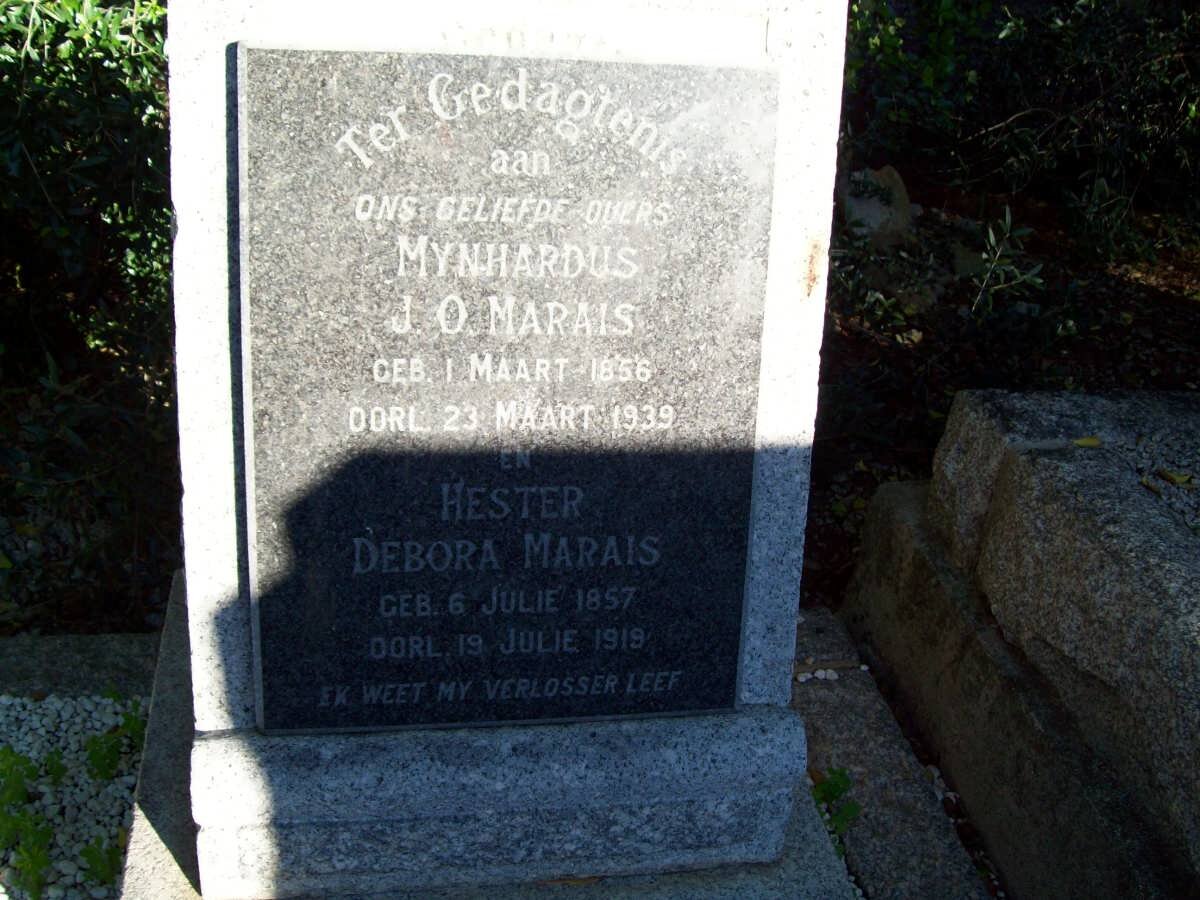 Ter Gedagtenis
aan
ONS GELIEFDE OUERS
MYNHARDUS
J. O. MARAIS
GEB. 1 MAART 1856
OORL. 23 MAART 1939
EN
HESTER
DEBORA MARAIS
GEB. 6 JULIE 1857
OORL. 19 JULIE 1919
EK WEET MY VERLOSSER LEEF